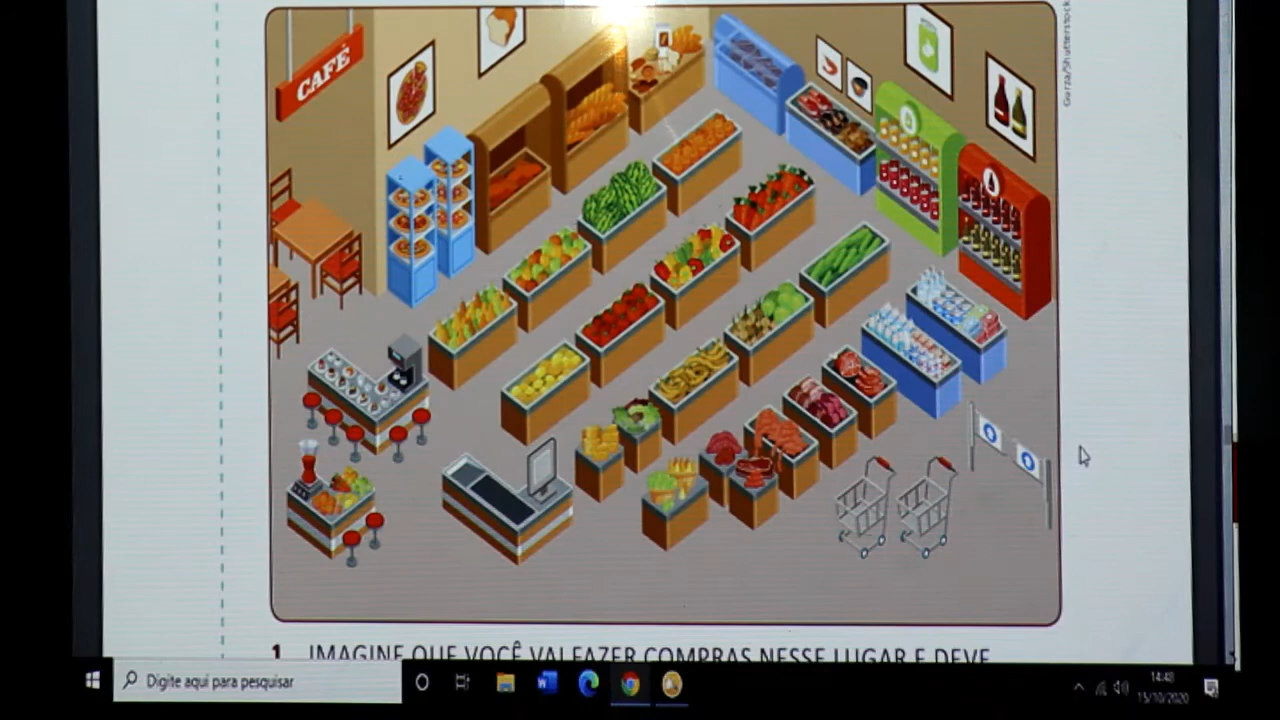 CAFÉ
Gurza/Shutterstock
1 IMAGINE QUE VOCÊ VAI FAZER COMPRAS NESSE LUGAR E DEVE
Digite aqui para pesquisar
14:48
15/10/2020